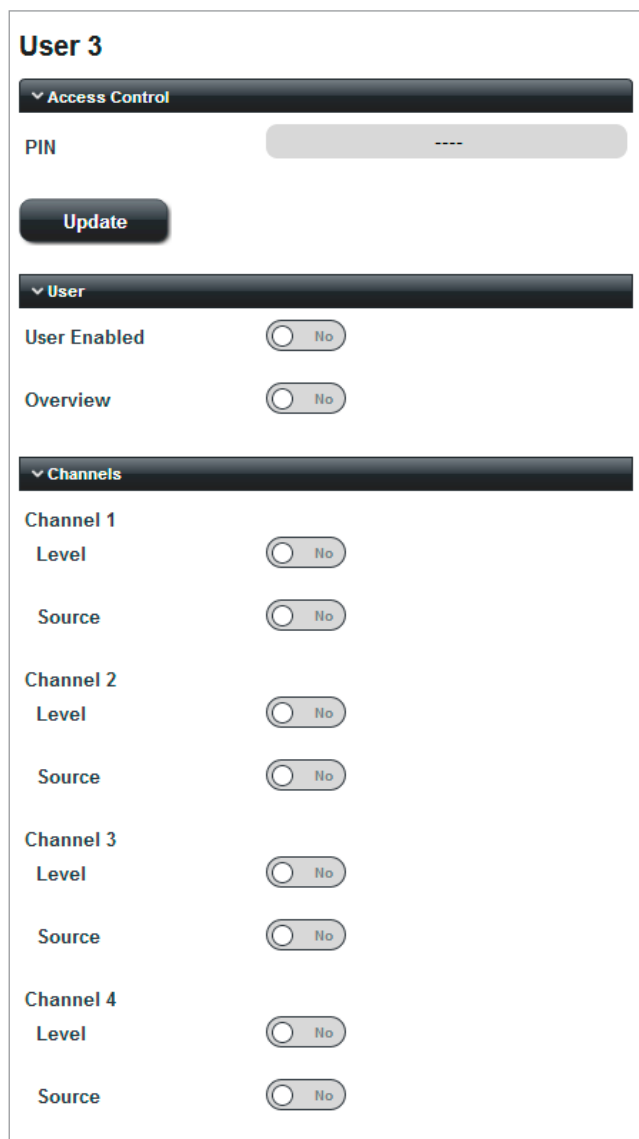 User 3
Access Control
PIN ----
Update
User
User Enabled No
Overview No
Channels
Channel 1
Level No
Source No
Channel 2
Level No
Source No
Channel 3
Level No
Source No
Channel 4
Level No
Source No